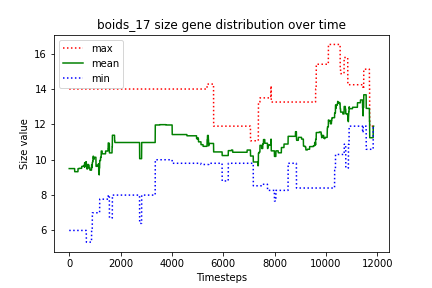 boids_17 size gene distribution over time
max
mean
min
Size value
16
14
12
10
8
6
0 2000 4000 6000 8000 10000 12000
Timesteps